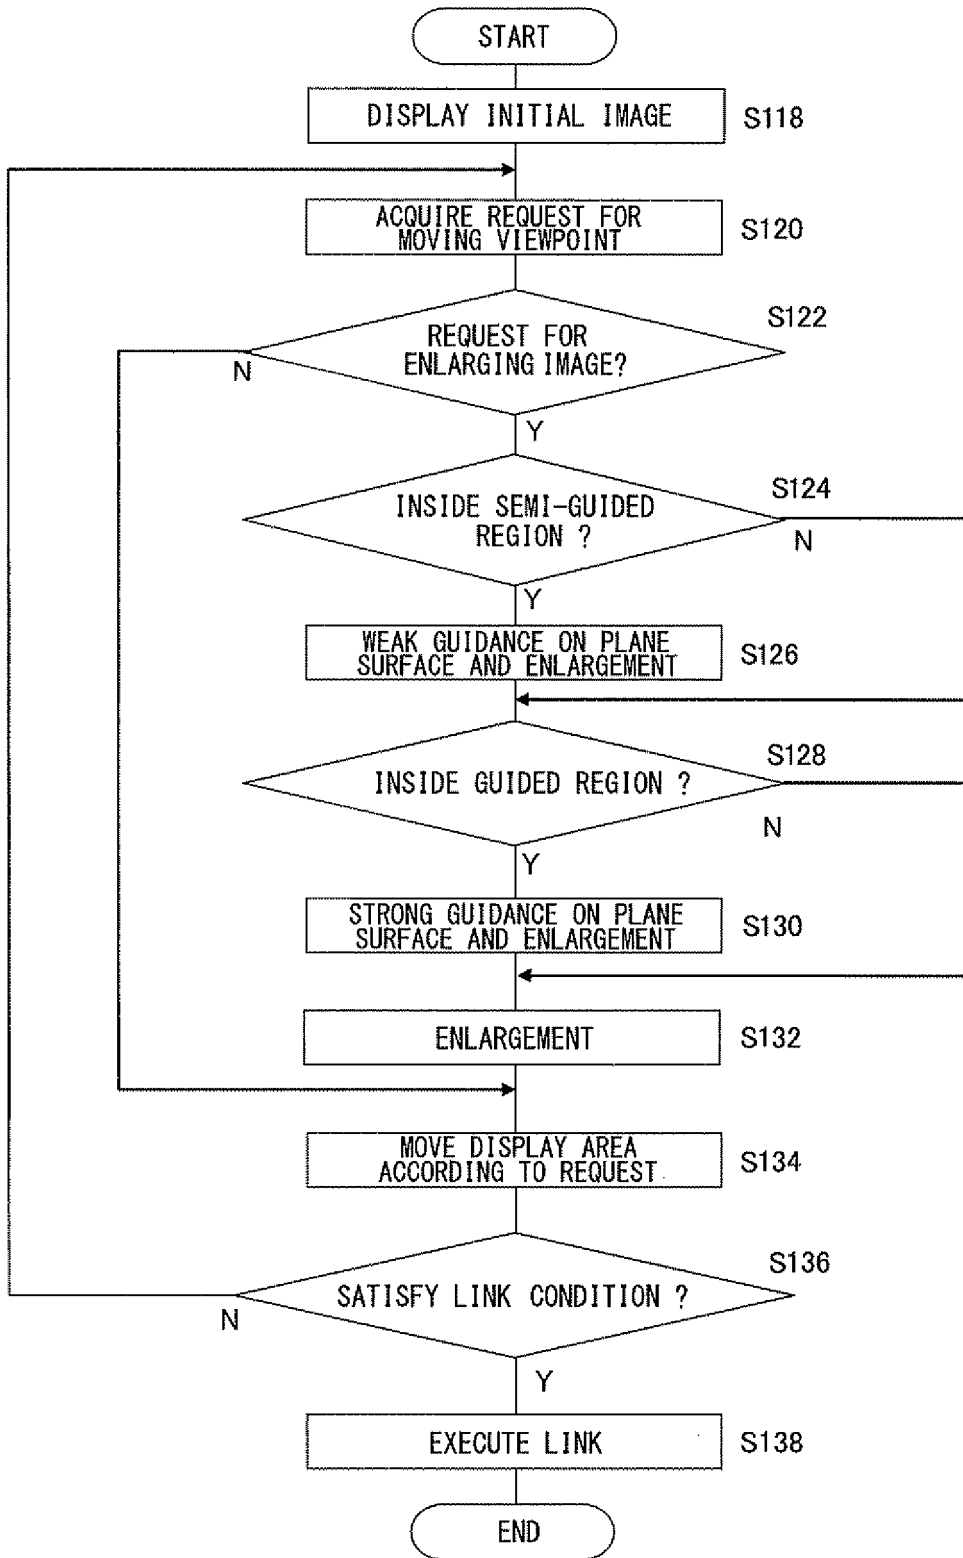 START
DISPLAY INITIAL IMAGE
S118
ACQUIRE REQUEST FOR
MOVING VIEWPOINT
S120
REQUEST FOR
ENLARGING IMAGE?
S122
N
Y
INSIDE SEMI-GUIDED
REGION ?
S124
N
Y
WEAK GUIDANCE ON PLANE
SURFACE AND ENLARGEMENT
S126
INSIDE GUIDED REGION ?
S128
N
Y
STRONG GUIDANCE ON PLANE
SURFACE AND ENLARGEMENT
S130
ENLARGEMENT
S132
MOVE DISPLAY AREA
ACCORDING TO REQUEST
S134
SATISFY LINK CONDITION ?
S136
N
Y
EXECUTE LINK
S138
END